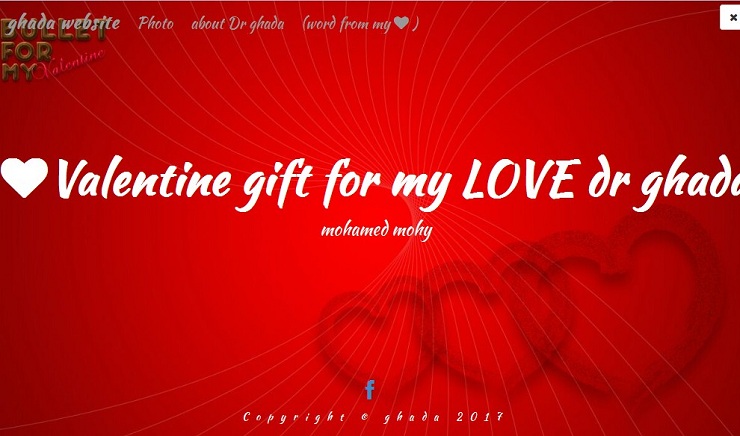 ghada website Photo about Dr ghada (word from my )
BULLET
FOR
MY Valentine
Valentine gift for my LOVE dr ghada
mohamed mohy
Copyright © ghada 2017